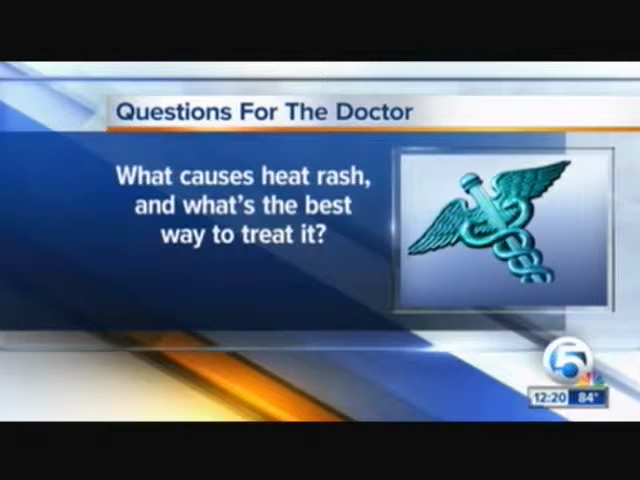 Questions For The Doctor
What causes heat rash,
and what's the best
way to treat it?
5
12:20 84°